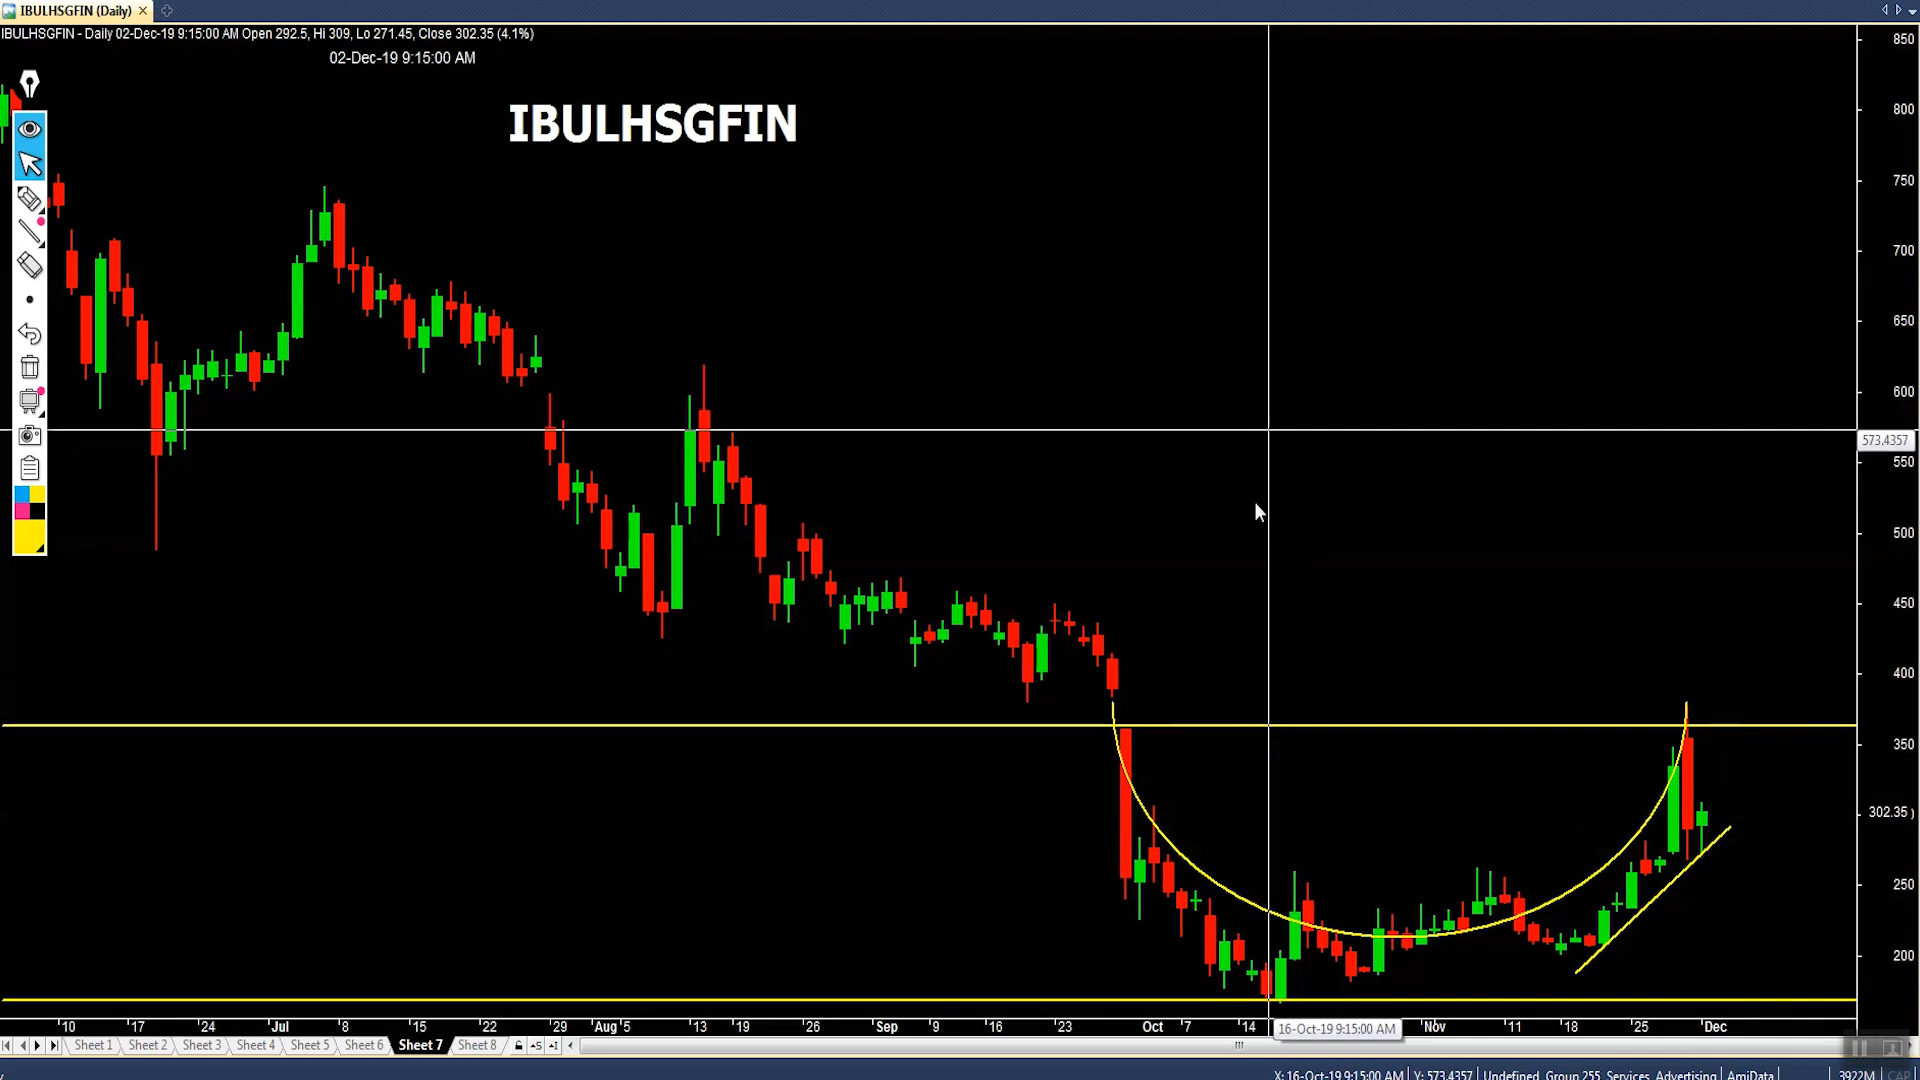 IBULHSGFIN (Daily)
IBULHSGFIN - Daily 02-Dec-19 9:15:00 AM Open 292.5, Hi 309, Lo 271.45, Close 302.35 (4.1%)
02-Dec-19 9:15:00 AM
IBULHSGFIN
850
800
750
700
650
600
573.4357
550
500
450
400
350
302.35
250
200
10 17 24 Jul 8 15 22 29 Aug 5 13 19 26 Sep 9 16 23 Oct 7 14 16-Oct-19 9:15:00 AM Nov 11 18 25 Dec
Sheet 1 Sheet 2 Sheet 3 Sheet 4 Sheet 5 Sheet 6 Sheet 7 Sheet 8
X: 16-Oct-19 9:15:00 AM Y: 573.4357 Undefined, Group 255, Services, Advertising AmiData 3922M CAP